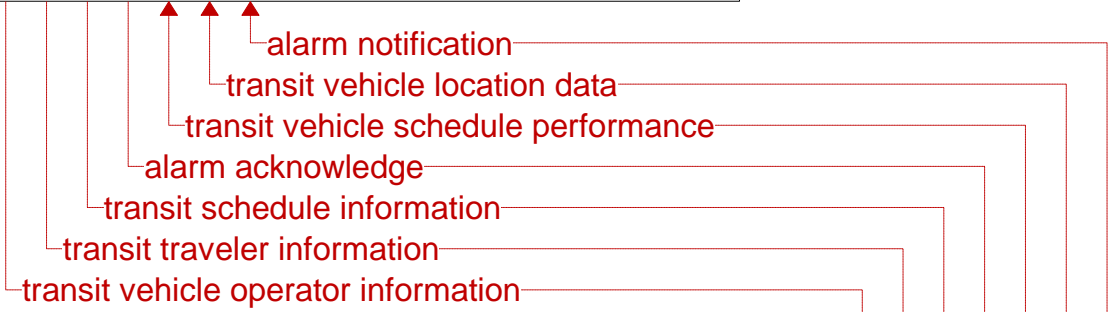 alarm notification
transit vehicle location data
transit vehicle schedule performance
alarm acknowledge
transit schedule information
transit traveler information
transit vehicle operator information